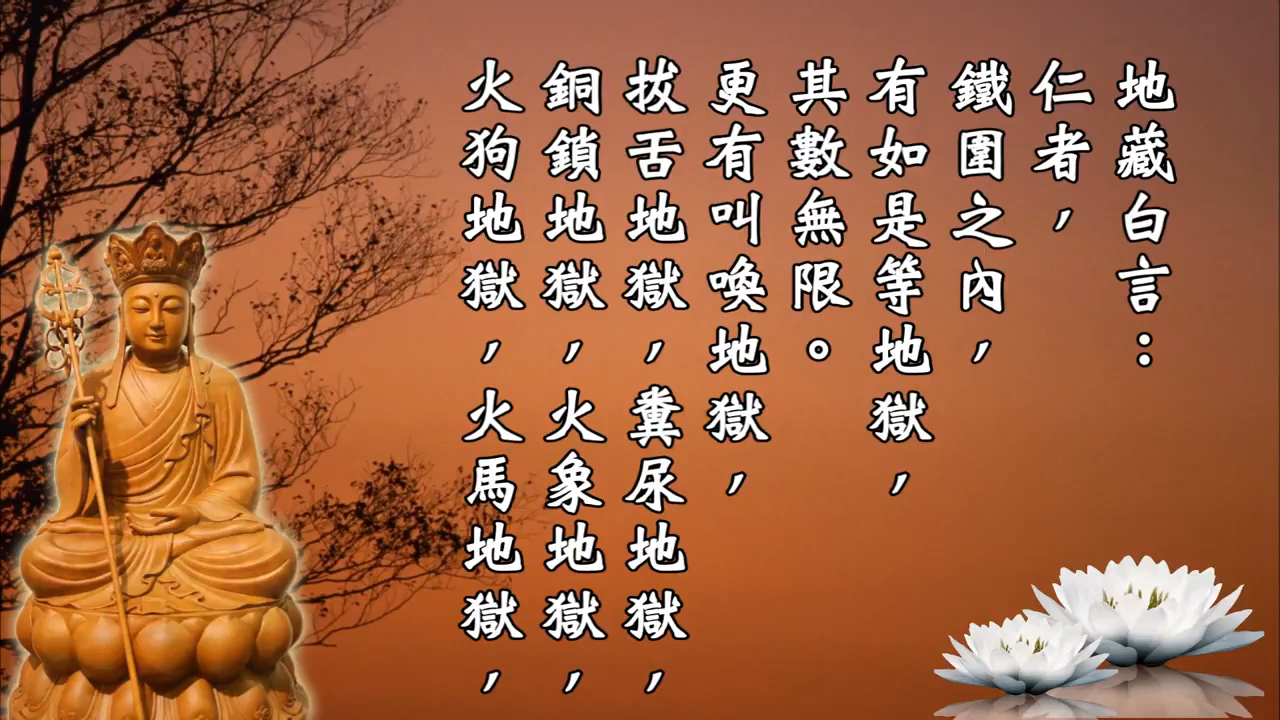 地藏白言：
仁者，
鐵圍之內，
有如是等地獄，
其數無限。
更有叫喚地獄，
拔舌地獄，糞尿地獄，
銅鎖地獄，火象地獄，
火狗地獄，火馬地獄，